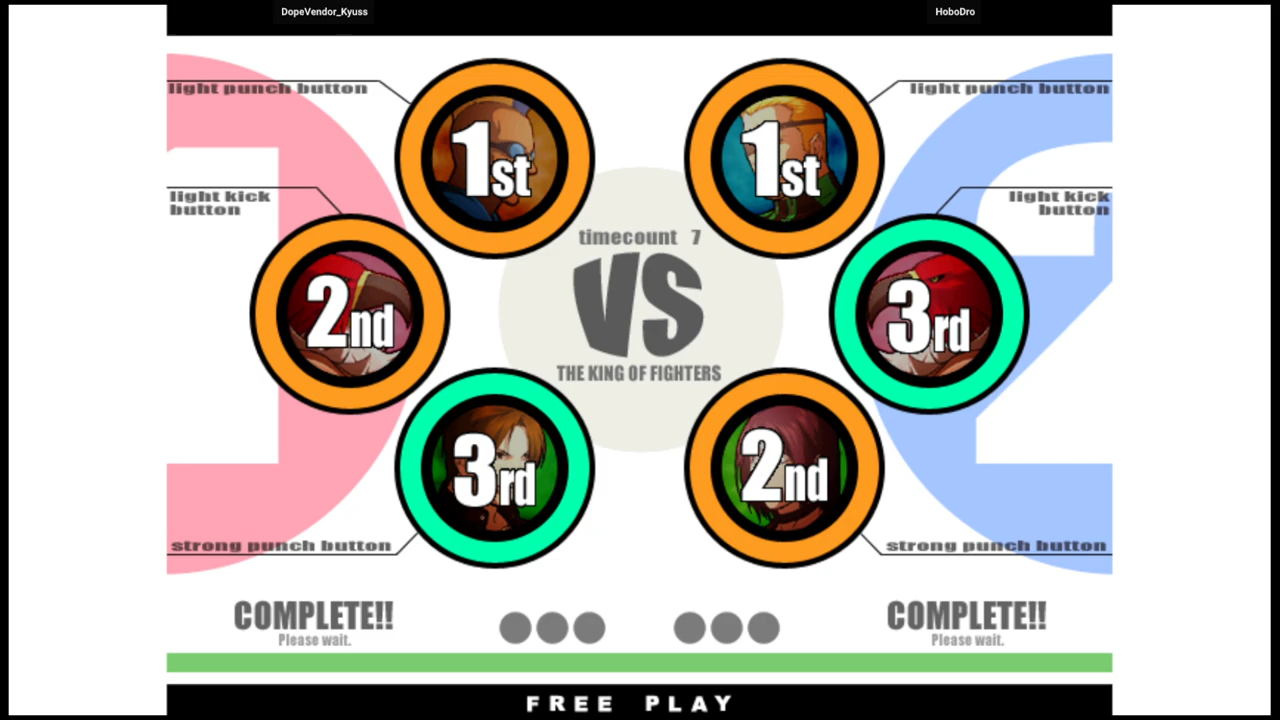 DopeVendor_Kyuss
HoboDro
light punch button
light punch button
1st
1st
light kick
button
light kick
button
timecount 7
VS
THE KING OF FIGHTERS
2nd
3rd
3rd
2nd
strong punch button
strong punch button
COMPLETE!!
Please wait.
COMPLETE!!
Please wait.
FREE PLAY
1
2